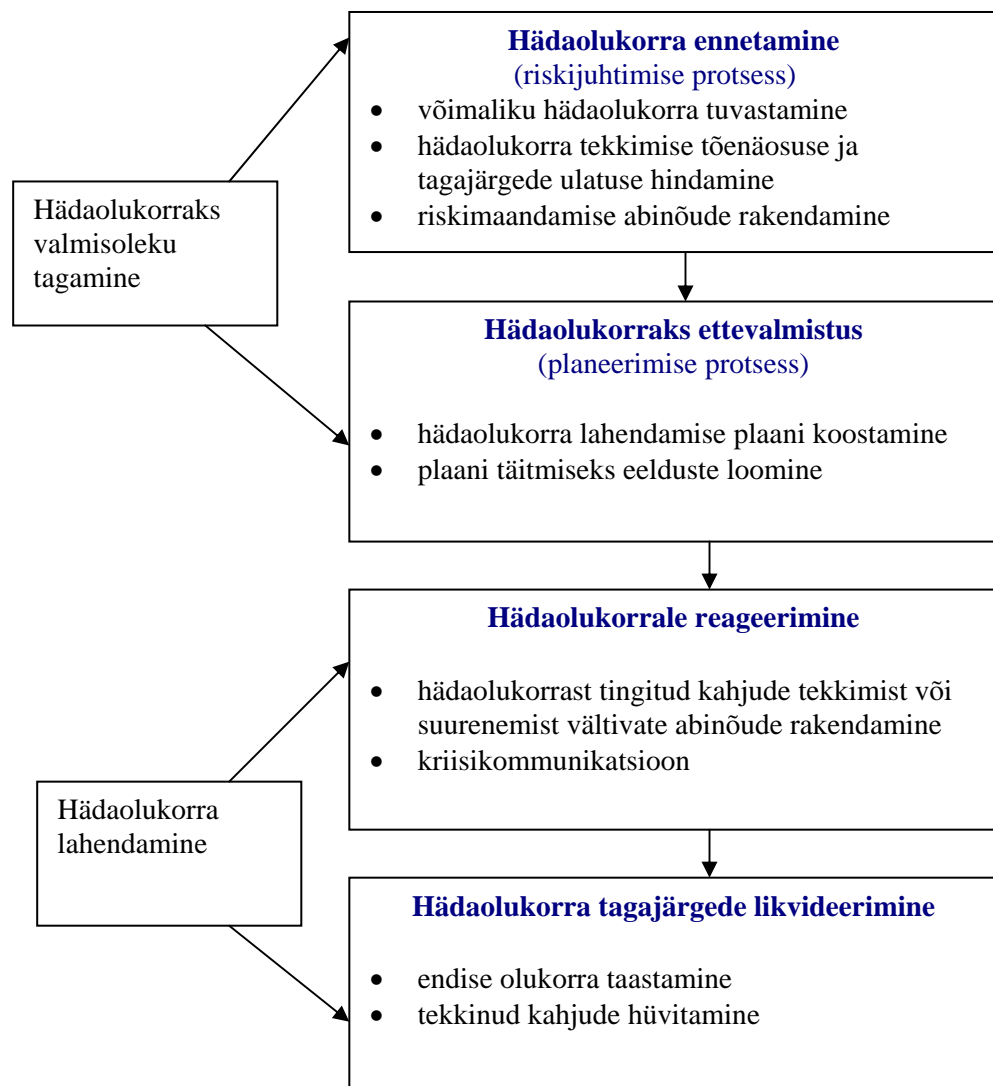 Hädaolukorra ennetamine
(riskijuhtimise protsess)
• võimaliku hädaolukorra tuvastamine
• hädaolukorra tekkimise tõenäosuse ja
tagajärgede ulatuse hindamine
• riskimaandamise abinõude rakendamine
Hädaolukorraks
valmisoleku
tagamine
Hädaolukorraks ettevalmistus
(planeerimise protsess)
• hädaolukorra lahendamise plaani koostamine
• plaani täitmiseks eelduste loomine
Hädaolukorrale reageerimine
• hädaolukorrast tingitud kahjude tekkimist või
suurenemist vältivate abinõude rakendamine
• kriisikommunikatsioon
Hädaolukorra
lahendamine
Hädaolukorra tagajärgede likvideerimine
• endise olukorra taastamine
• tekkinud kahjude hüvitamine